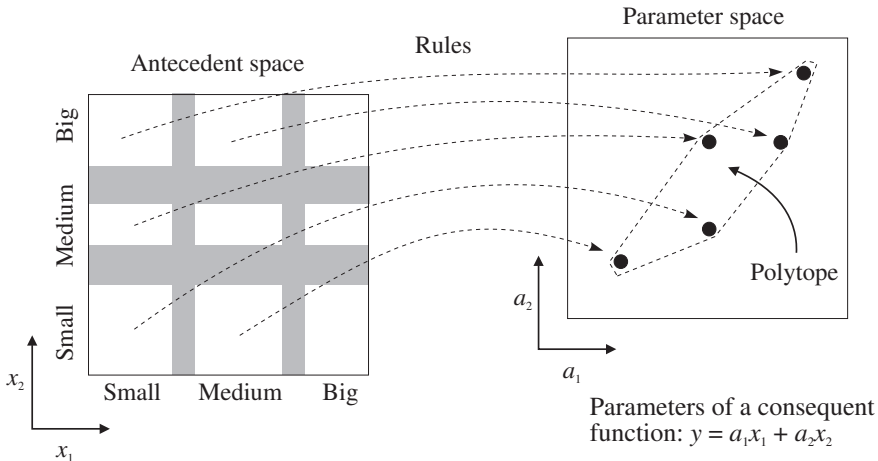 Parameter space
Rules
Antecedent space
Big
Medium
Small
Polytope
a₂
a₁
x₂
Small Medium Big
x₁
Parameters of a consequent
function: y = a₁x₁ + a₂x₂